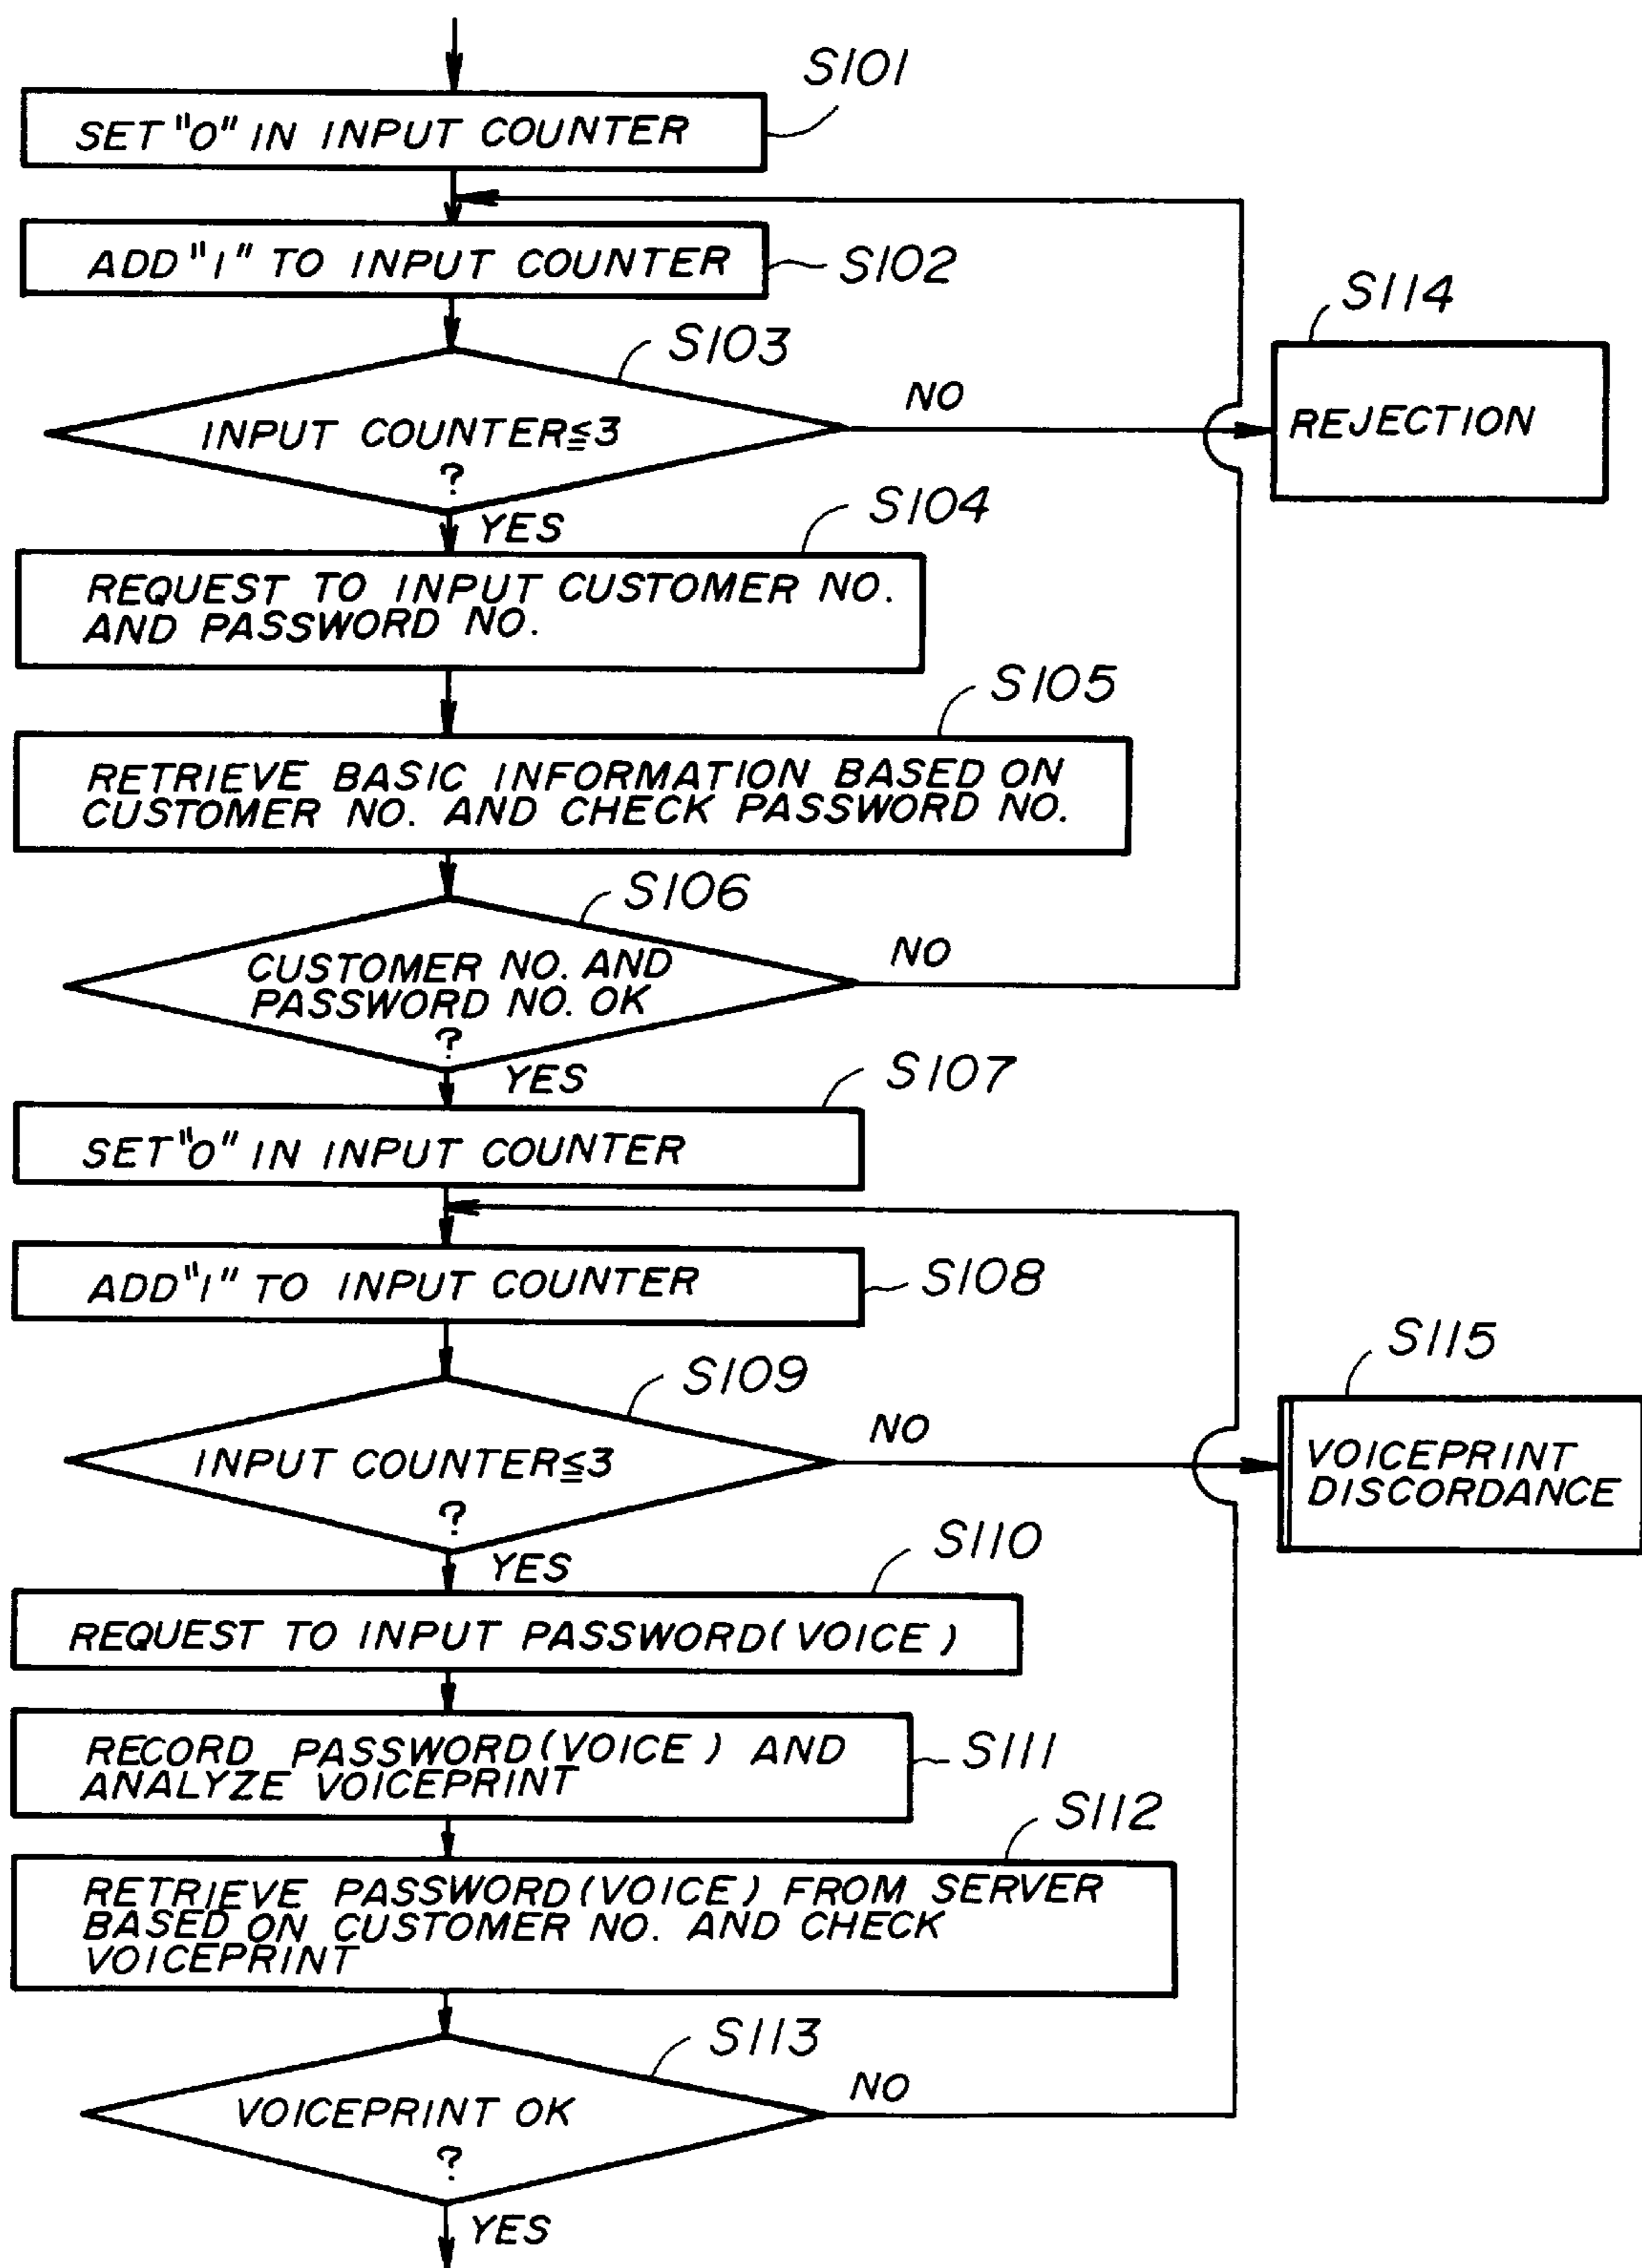 S101
SET "0" IN INPUT COUNTER
ADD "1" TO INPUT COUNTER
S102
S103
INPUT COUNTER≦3
?
NO
YES
S114
REJECTION
S104
REQUEST TO INPUT CUSTOMER NO.
AND PASSWORD NO.
S105
RETRIEVE BASIC INFORMATION BASED ON
CUSTOMER NO. AND CHECK PASSWORD NO.
S106
CUSTOMER NO. AND
PASSWORD NO. OK
?
NO
YES
S107
SET "0" IN INPUT COUNTER
ADD "1" TO INPUT COUNTER
S108
S109
INPUT COUNTER≦3
?
NO
YES
S115
VOICEPRINT
DISCORDANCE
S110
REQUEST TO INPUT PASSWORD(VOICE)
RECORD PASSWORD(VOICE) AND
ANALYZE VOICEPRINT
S111
S112
RETRIEVE PASSWORD(VOICE) FROM SERVER
BASED ON CUSTOMER NO. AND CHECK
VOICEPRINT
S113
VOICEPRINT OK
?
NO
YES